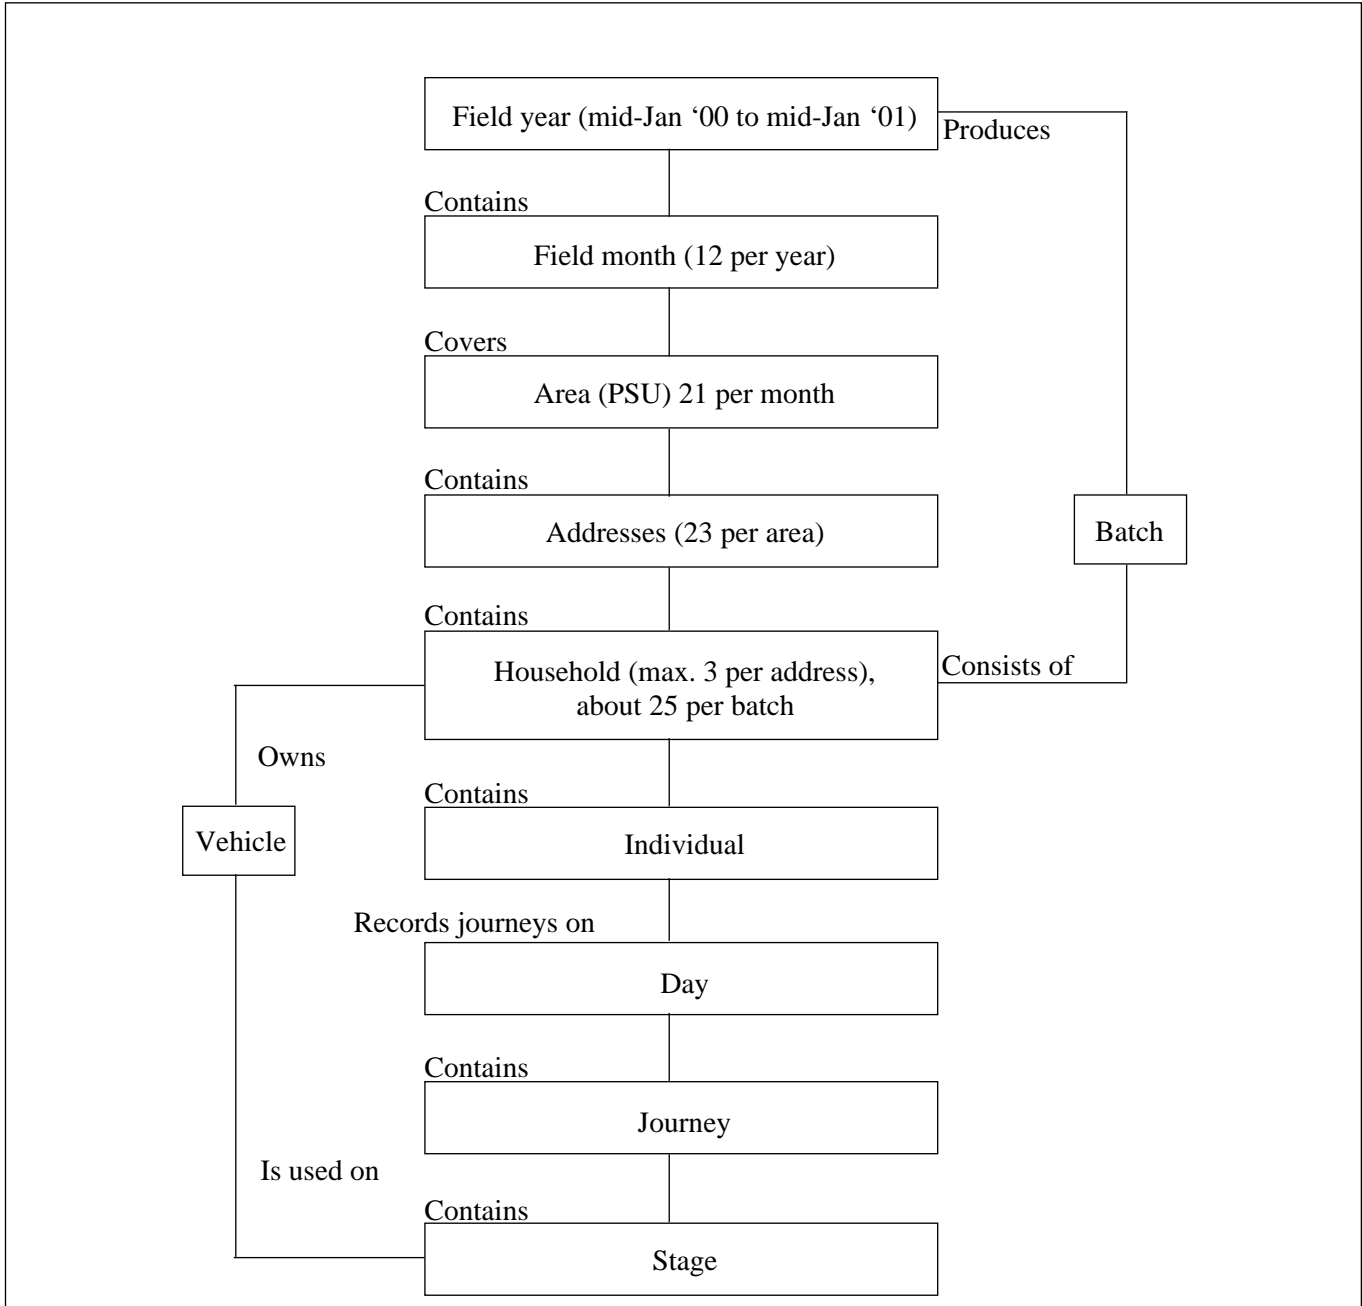 Field year (mid-Jan ‘00 to mid-Jan ‘01)
Produces
Contains
Field month (12 per year)
Covers
Area (PSU) 21 per month
Contains
Addresses (23 per area)
Batch
Contains
Household (max. 3 per address),
about 25 per batch
Consists of
Owns
Contains
Vehicle
Individual
Records journeys on
Day
Contains
Journey
Is used on
Contains
Stage